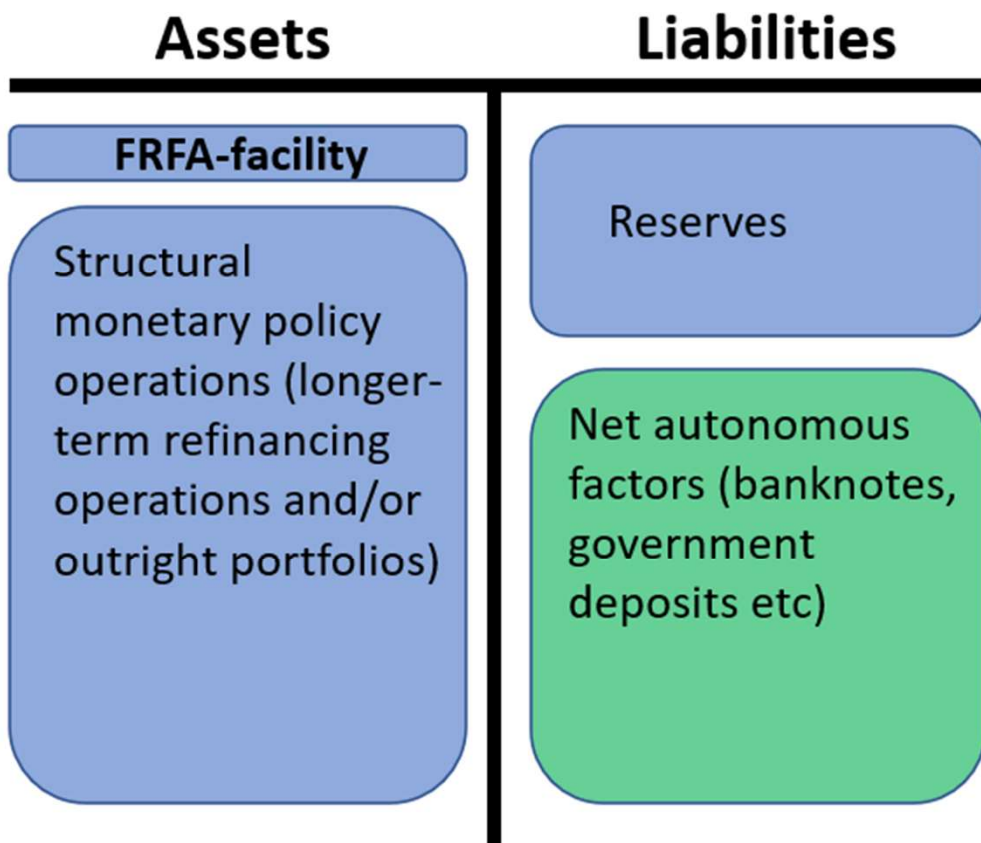 Assets
Liabilities
FRFA-facility
Structural
monetary policy
operations (longer-
term refinancing
operations and/or
outright portfolios)
Reserves
Net autonomous
factors (banknotes,
government
deposits etc)